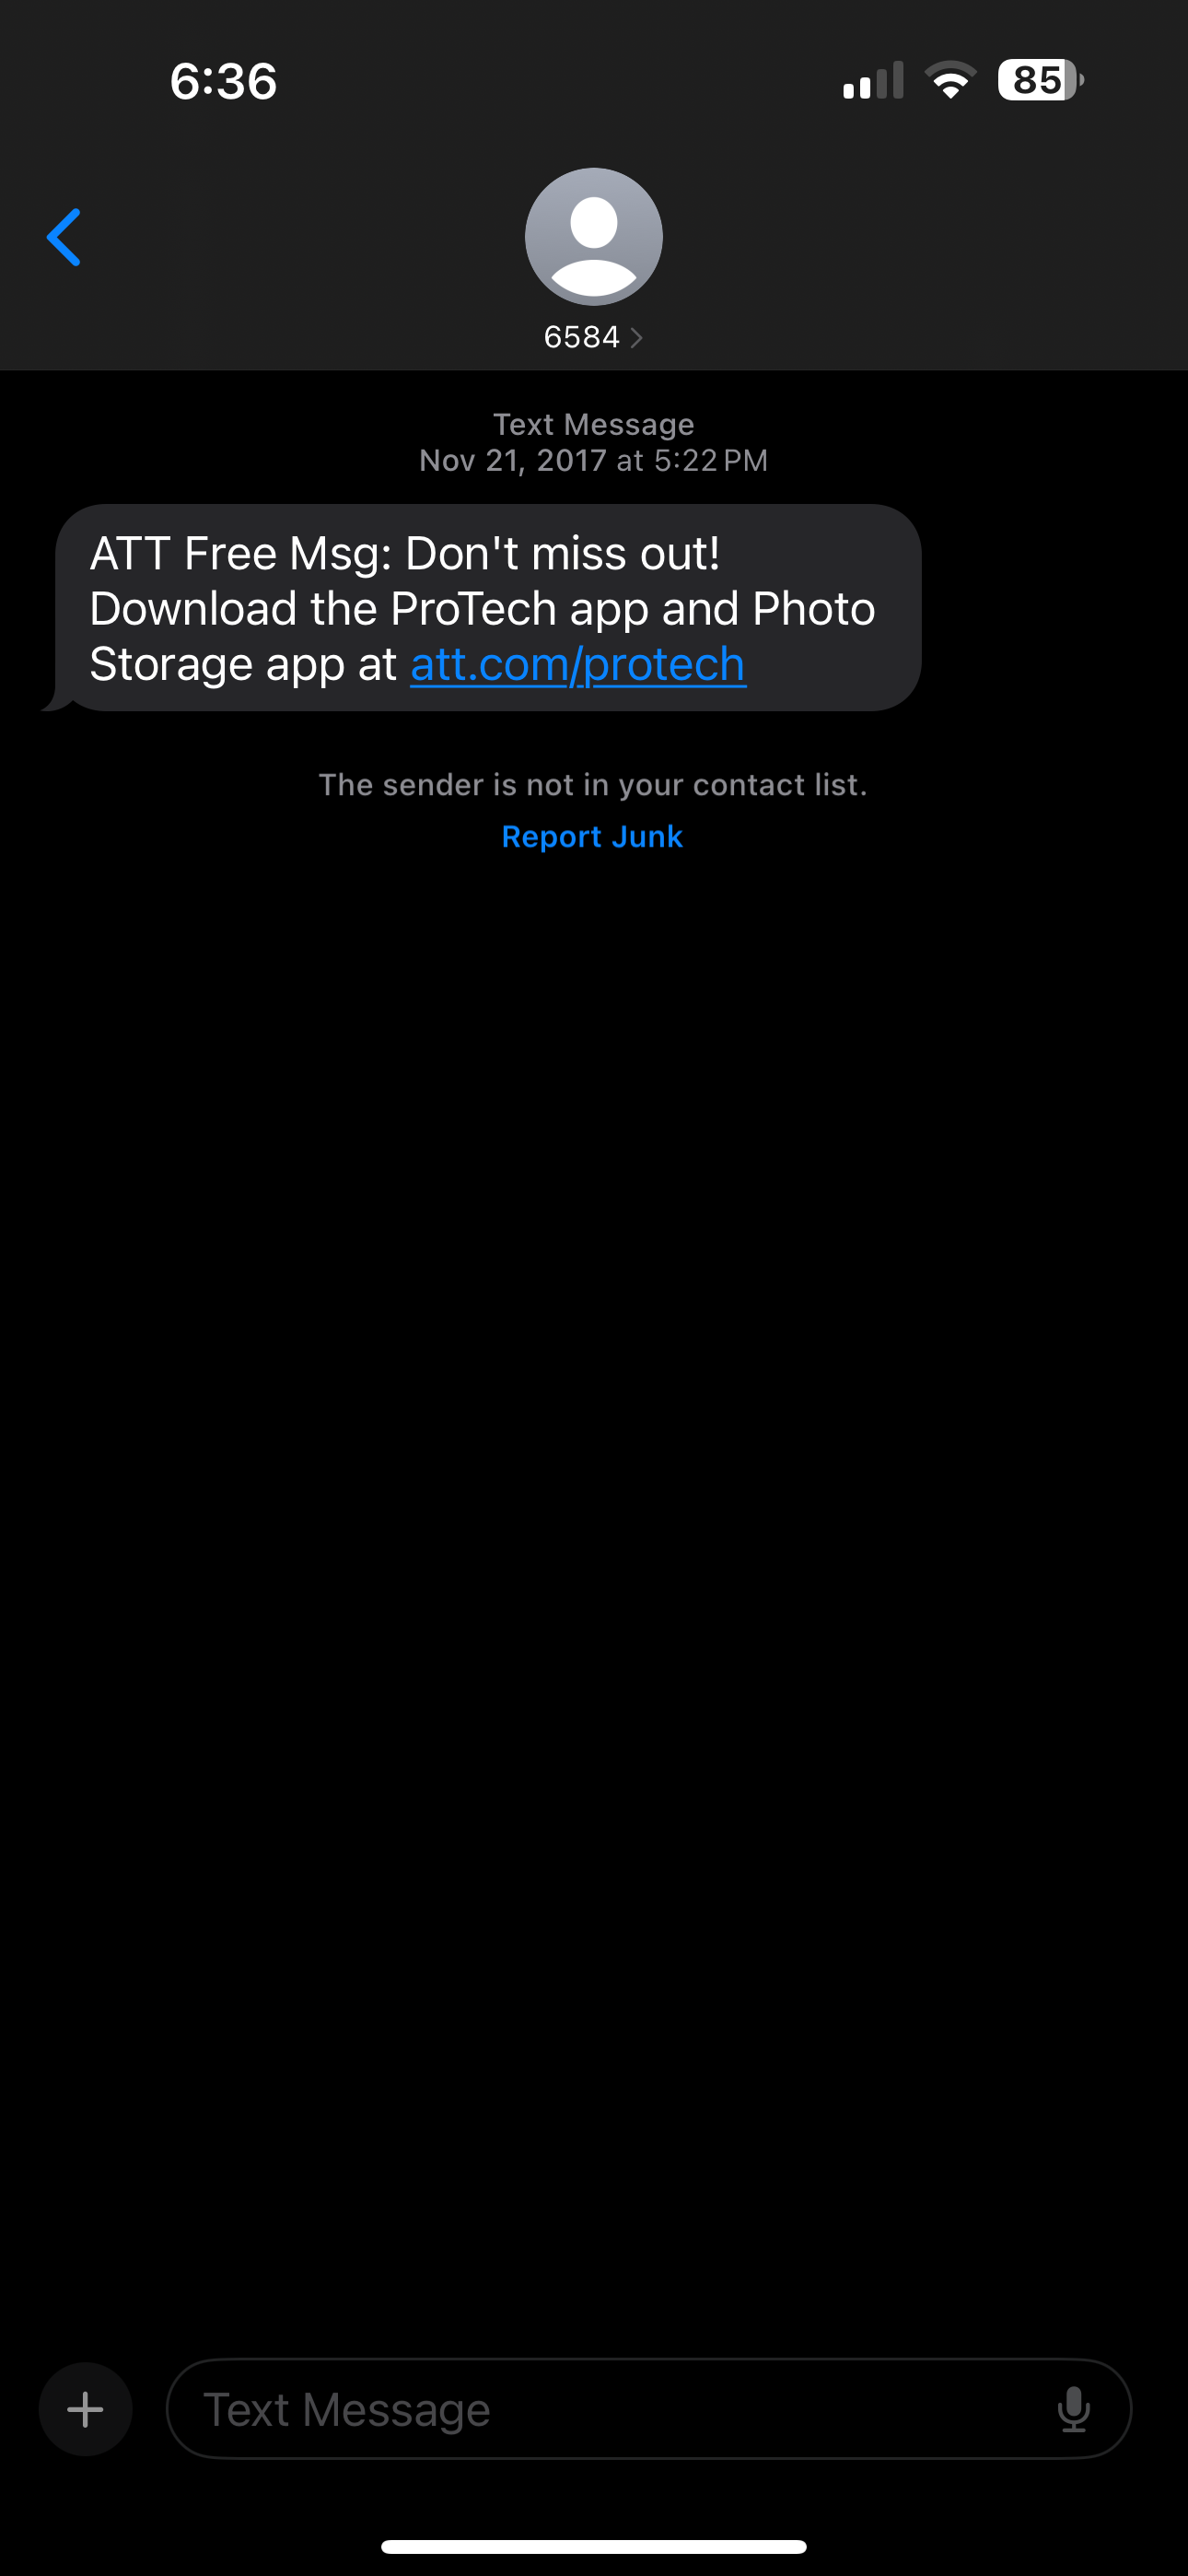 6:36
85
6584
Text Message
Nov 21, 2017 at 5:22 PM
ATT Free Msg: Don't miss out!
Download the ProTech app and Photo
Storage app at att.com/protech
The sender is not in your contact list.
Report Junk
Text Message